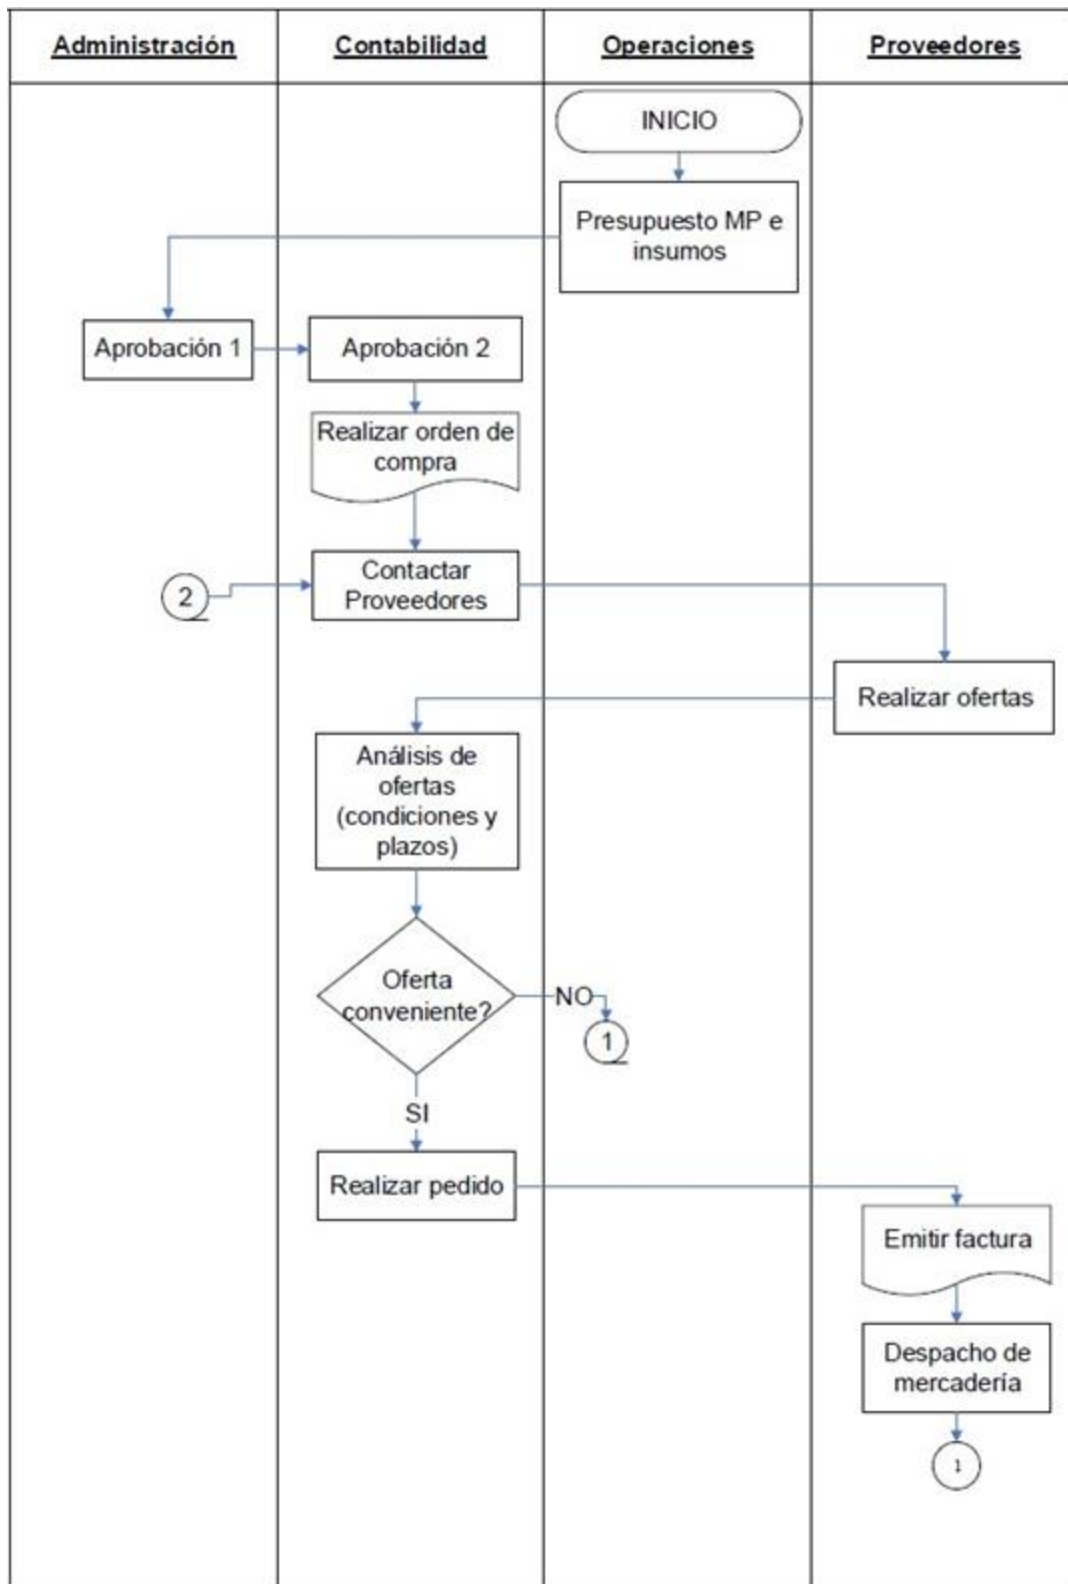 Administración
Contabilidad
Operaciones
Proveedores
INICIO
Presupuesto MP e
insumos
Aprobación 1
Aprobación 2
Realizar orden de
compra
2
Contactar
Proveedores
Realizar ofertas
Análisis de
ofertas
(condiciones y
plazos)
Oferta
conveniente?
NO
1
SI
Realizar pedido
Emitir factura
Despacho de
mercadería
1